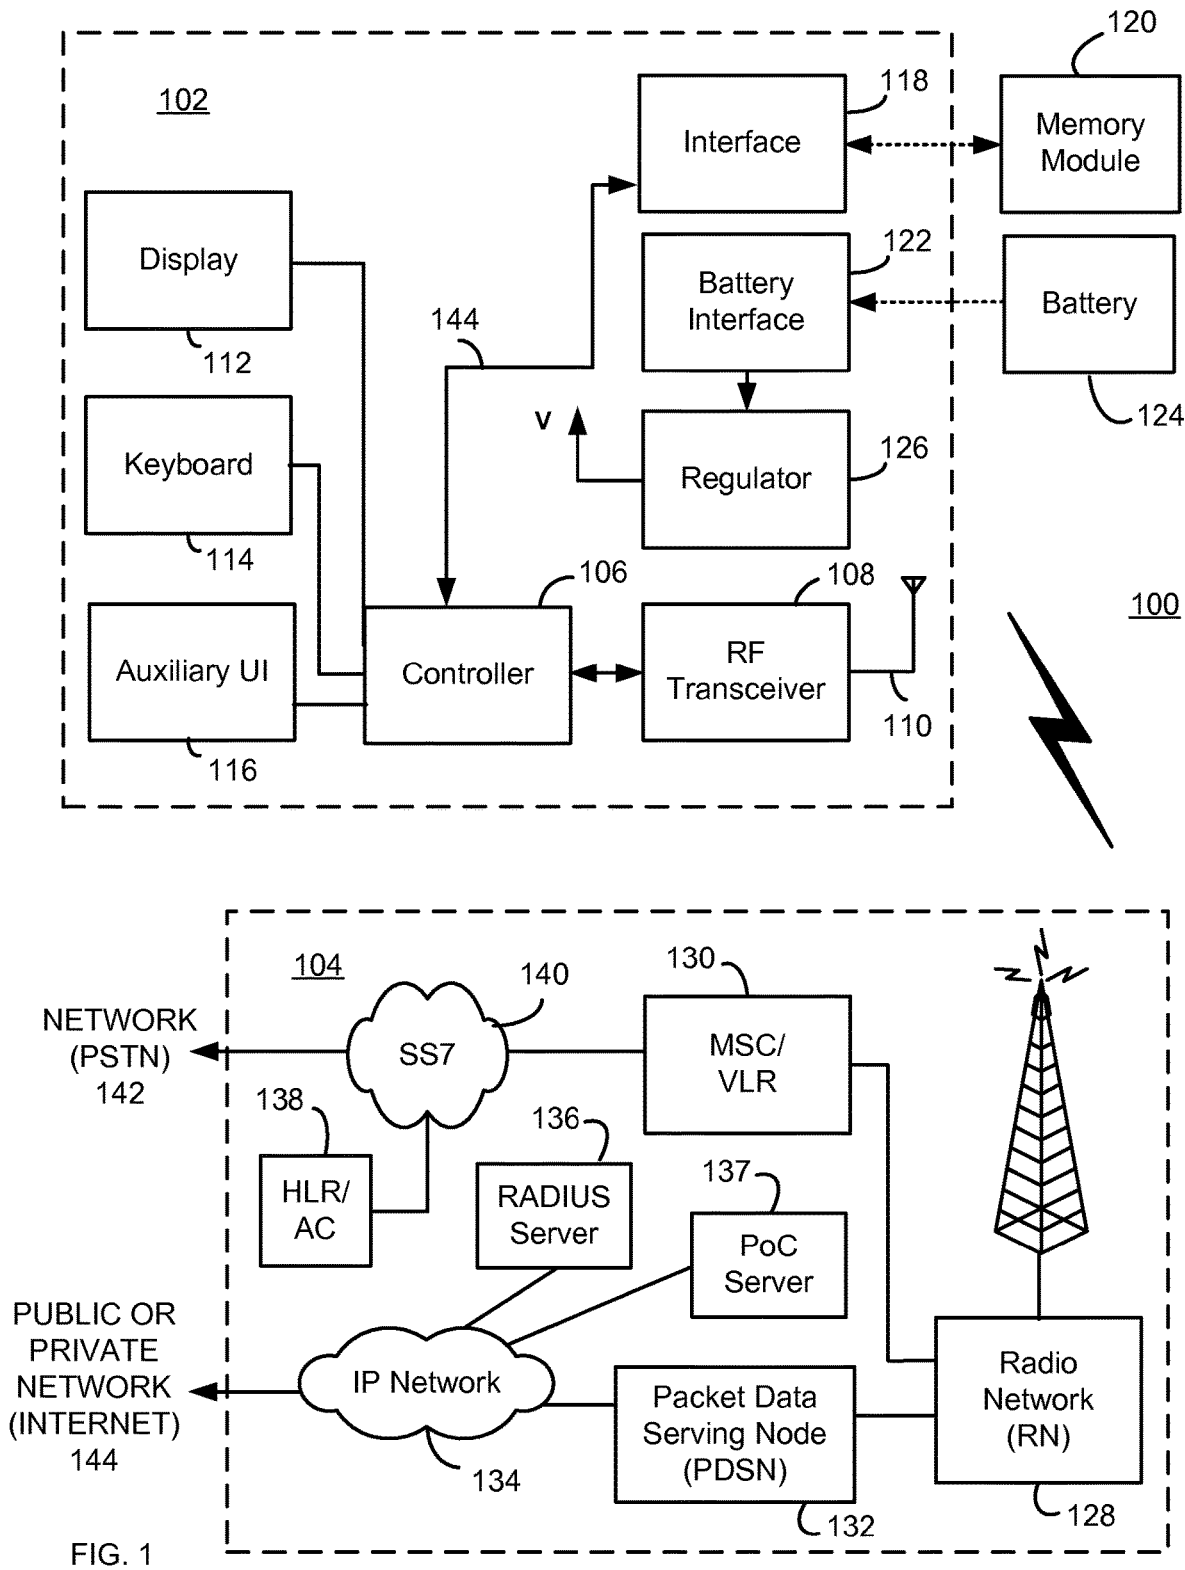 120
102
118
Interface
Memory
Module
Display
122
Battery
Interface
Battery
144
112
124
V
126
Keyboard
Regulator
114
106
108
100
Auxiliary UI
Controller
RF
Transceiver
110
116
104
130
140
NETWORK
(PSTN)
142
SS7
MSC/
VLR
138
136
137
HLR/
AC
RADIUS
Server
PoC
Server
PUBLIC OR
PRIVATE
NETWORK
(INTERNET)
144
IP Network
134
Packet Data
Serving Node
(PDSN)
132
Radio
Network
(RN)
128
FIG. 1